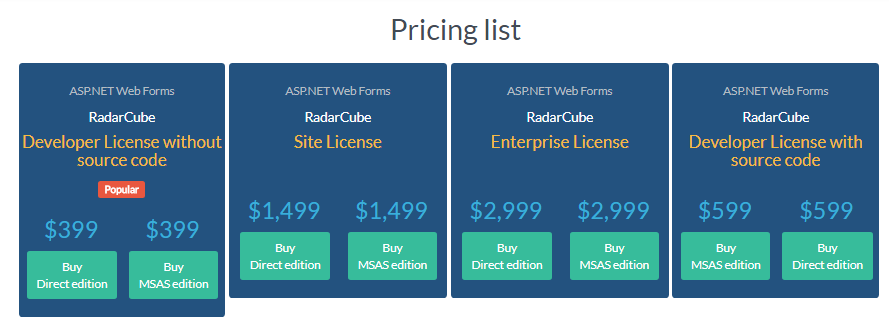 Pricing list
ASP.NET Web Forms
RadarCube
Developer License without
source code
Popular
$399 $399
Buy
Direct edition
Buy
MSAS edition
ASP.NET Web Forms
RadarCube
Site License
$1,499 $1,499
Buy
Direct edition
Buy
MSAS edition
ASP.NET Web Forms
RadarCube
Enterprise License
$2,999 $2,999
Buy
Direct edition
Buy
MSAS edition
ASP.NET Web Forms
RadarCube
Developer License with
source code
$599 $599
Buy
MSAS edition
Buy
Direct edition